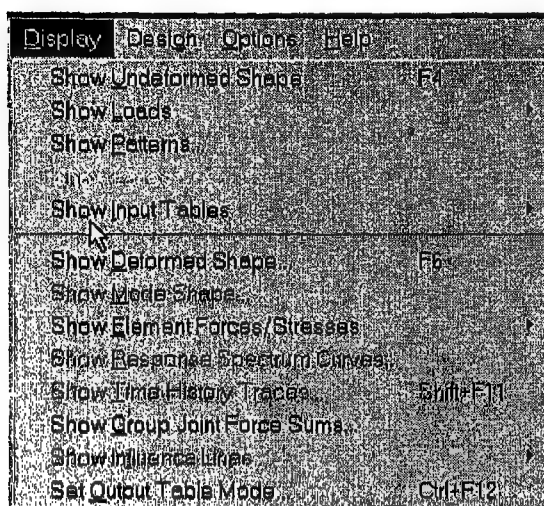 Display Design Options Help
Show Undeformed Shape F4
Show Loads
Show Patterns...
Show Input Tables
Show Deformed Shape... F6
Show Mode Shape...
Show Element Forces/Stresses
Show Response Spectrum Curves...
Show Time History Traces... Shift+F11
Show Group Joint Force Sums...
Show Influence Lines
Set Output Table Mode... Ctrl+F12